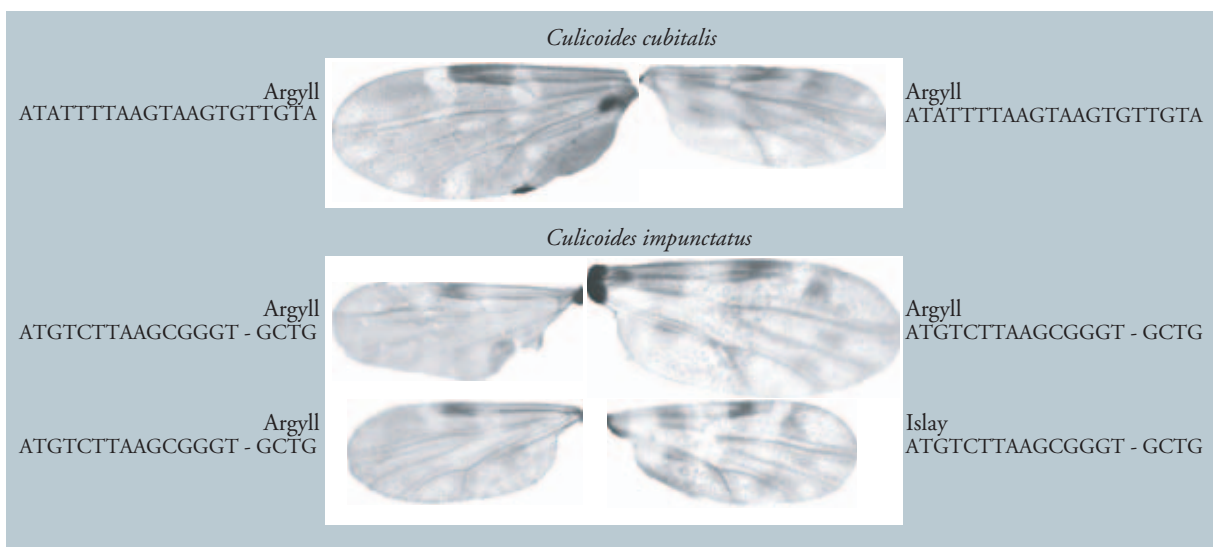 Culicoides cubitalis
Argyll
ATATTTTAAGTAAGTGTTGTA
Argyll
ATATTTTAAGTAAGTGTTGTA
Culicoides impunctatus
Argyll
ATGTCTTAAGCGGGT - GCTG
Argyll
ATGTCTTAAGCGGGT - GCTG
Argyll
ATGTCTTAAGCGGGT - GCTG
Islay
ATGTCTTAAGCGGGT - GCTG